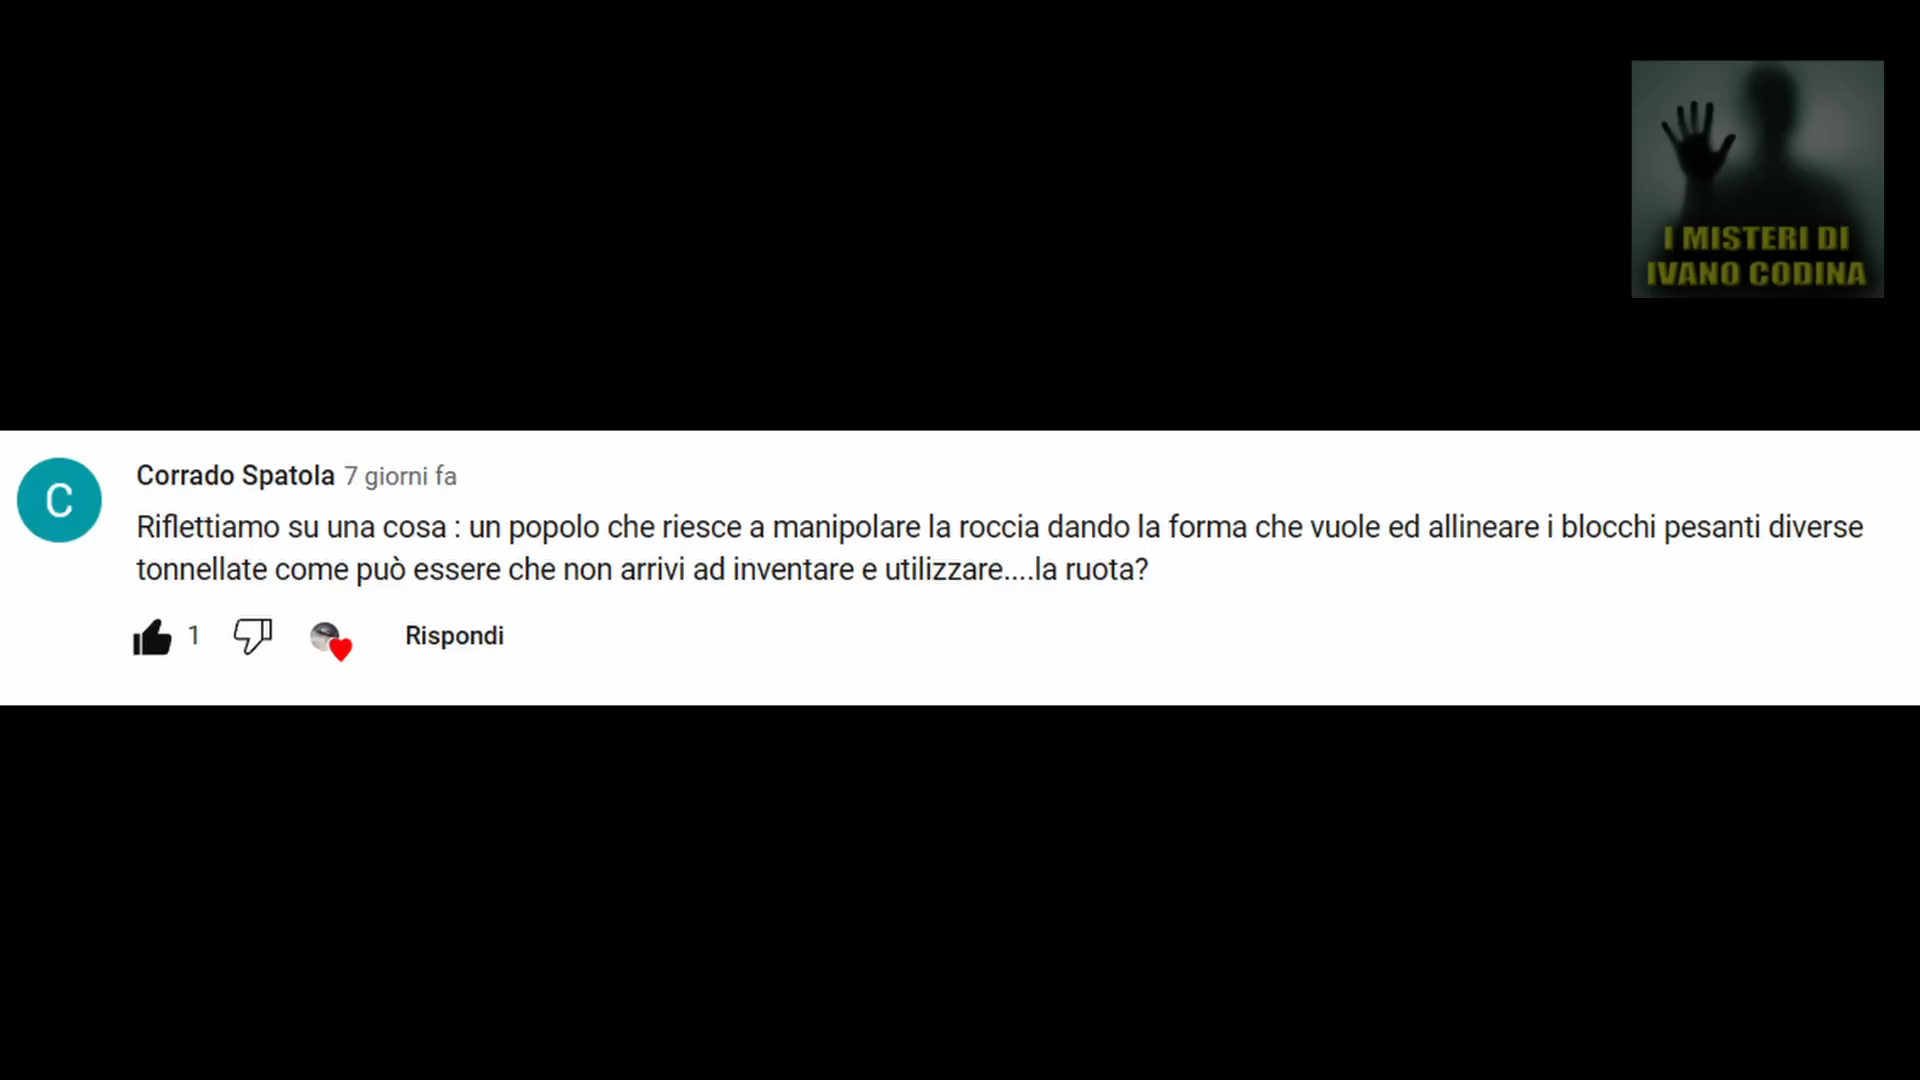 I MISTERI DI
IVANO CODINA
C
Corrado Spatola 7 giorni fa
Riflettiamo su una cosa : un popolo che riesce a manipolare la roccia dando la forma che vuole ed allineare i blocchi pesanti diverse
tonnellate come può essere che non arrivi ad inventare e utilizzare....la ruota?
1 Rispondi